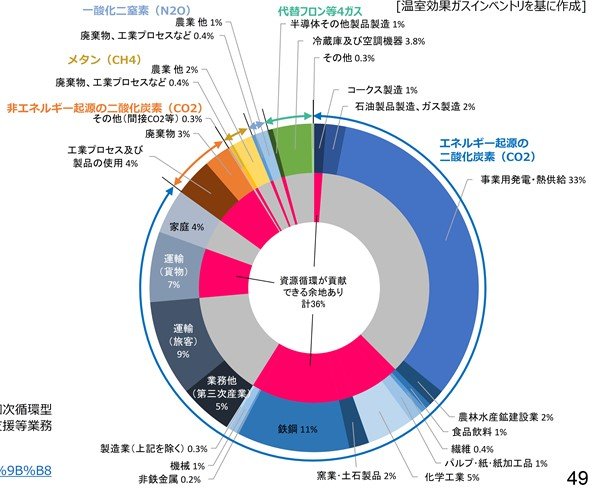 [温室効果ガスインベントリを基に作成]
一酸化二窒素(N2O)
農業 他 1%
廃棄物、工業プロセスなど 0.4%
代替フロン等4ガス
半導体その他製品製造 1%
冷蔵庫及び空調機器 3.8%
その他 0.3%
メタン(CH4)
農業 他 2%
廃棄物、工業プロセスなど 0.4%
非エネルギー起源の二酸化炭素(CO2)
その他(間接CO2等) 0.3%
廃棄物 3%
工業プロセス及び
製品の使用 4%
コークス製造 1%
石油製品製造、ガス製造 2%
エネルギー起源の
二酸化炭素(CO2)
事業用発電・熱供給 33%
家庭 4%
運輸
(貨物)
7%
運輸
(旅客)
9%
業務他
(第三次産業)
5%
資源循環が貢献
できる余地あり
計36%
鉄鋼 11%
農林水産鉱建設業 2%
食品飲料 1%
繊維 0.4%
パルプ・紙・紙加工品 1%
化学工業 5%
窯業・土石製品 2%
製造業(上記を除く) 0.3%
機械 1%
非鉄金属 0.2%
次循環型
援等業務
%9B%B8
49